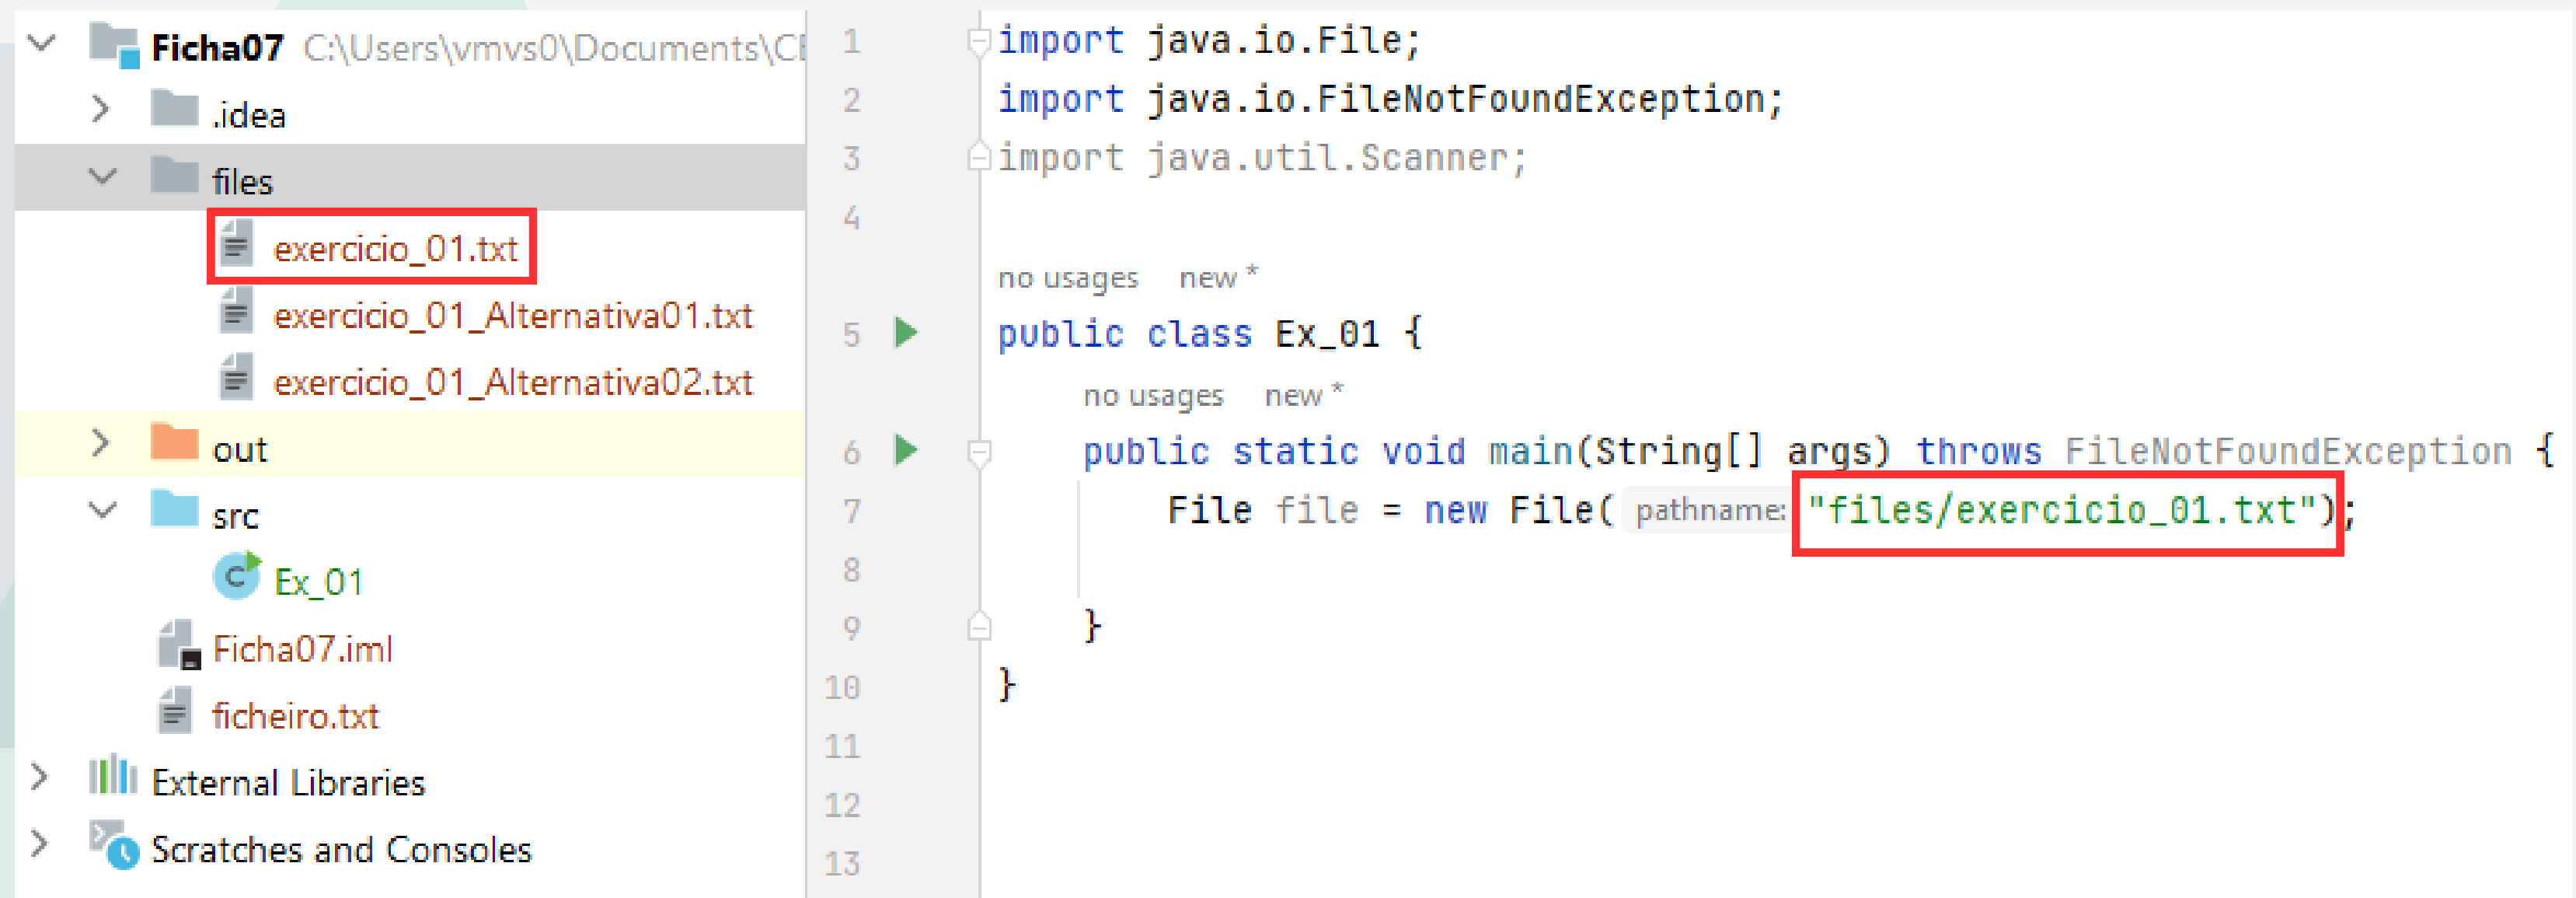 Ficha07 C:\Users\vmvs0\Documents\CE
.idea
files
exercicio_01.txt
exercicio_01_Alternativa01.txt
exercicio_01_Alternativa02.txt
out
src
Ex_01
Ficha07.iml
ficheiro.txt
External Libraries
Scratches and Consoles
1 import java.io.File;
2 import java.io.FileNotFoundException;
3 import java.util.Scanner;
4
no usages new *
5 public class Ex_01 {
no usages new *
6 public static void main(String[] args) throws FileNotFoundException {
7 File file = new File( pathname: "files/exercicio_01.txt");
8
9 }
10 }
11
12
13